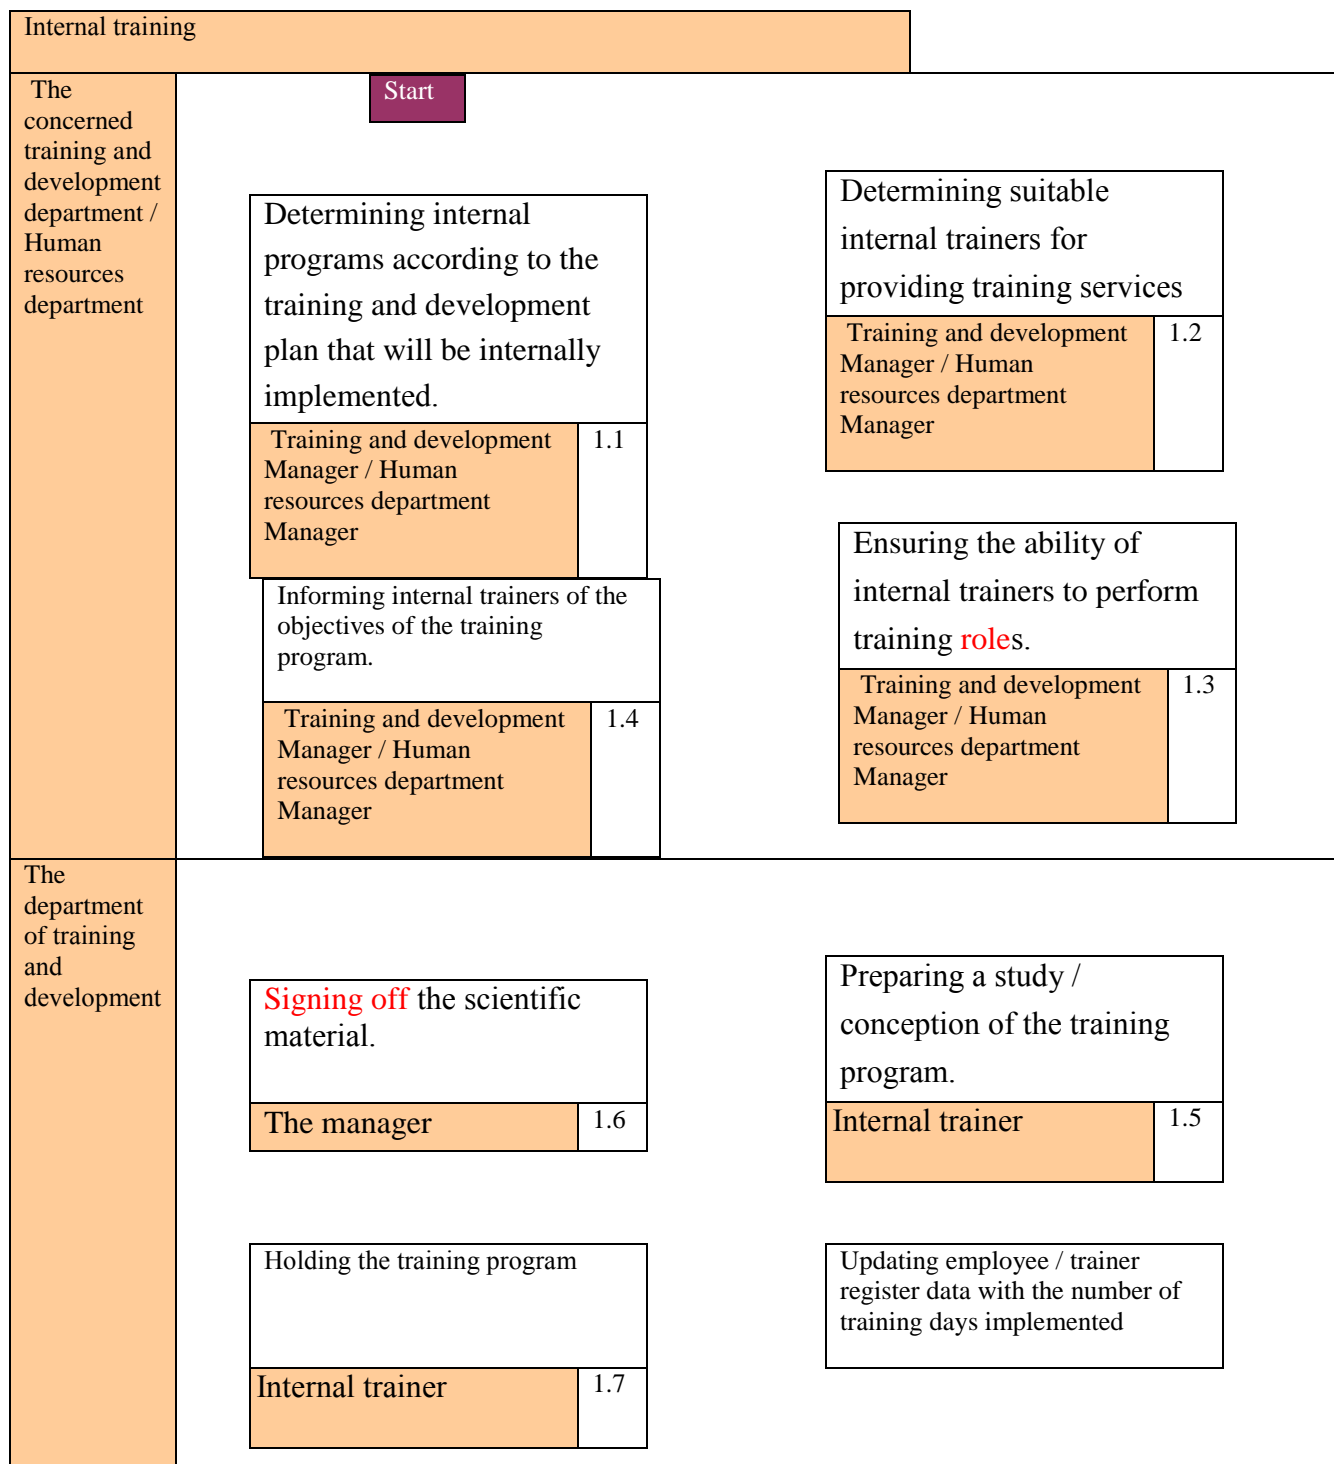 Internal training
The
concerned
training and
development
department /
Human
resources
department
Start
Determining internal
programs according to the
training and development
plan that will be internally
implemented.
Training and development
Manager / Human
resources department
Manager
1.1
Determining suitable
internal trainers for
providing training services
Training and development
Manager / Human
resources department
Manager
1.2
Informing internal trainers of the
objectives of the training
program.
Training and development
Manager / Human
resources department
Manager
1.4
Ensuring the ability of
internal trainers to perform
training roles.
Training and development
Manager / Human
resources department
Manager
1.3
The
department
of training
and
development
Signing off the scientific
material.
The manager
1.6
Preparing a study /
conception of the training
program.
Internal trainer
1.5
Holding the training program
Internal trainer
1.7
Updating employee / trainer
register data with the number of
training days implemented